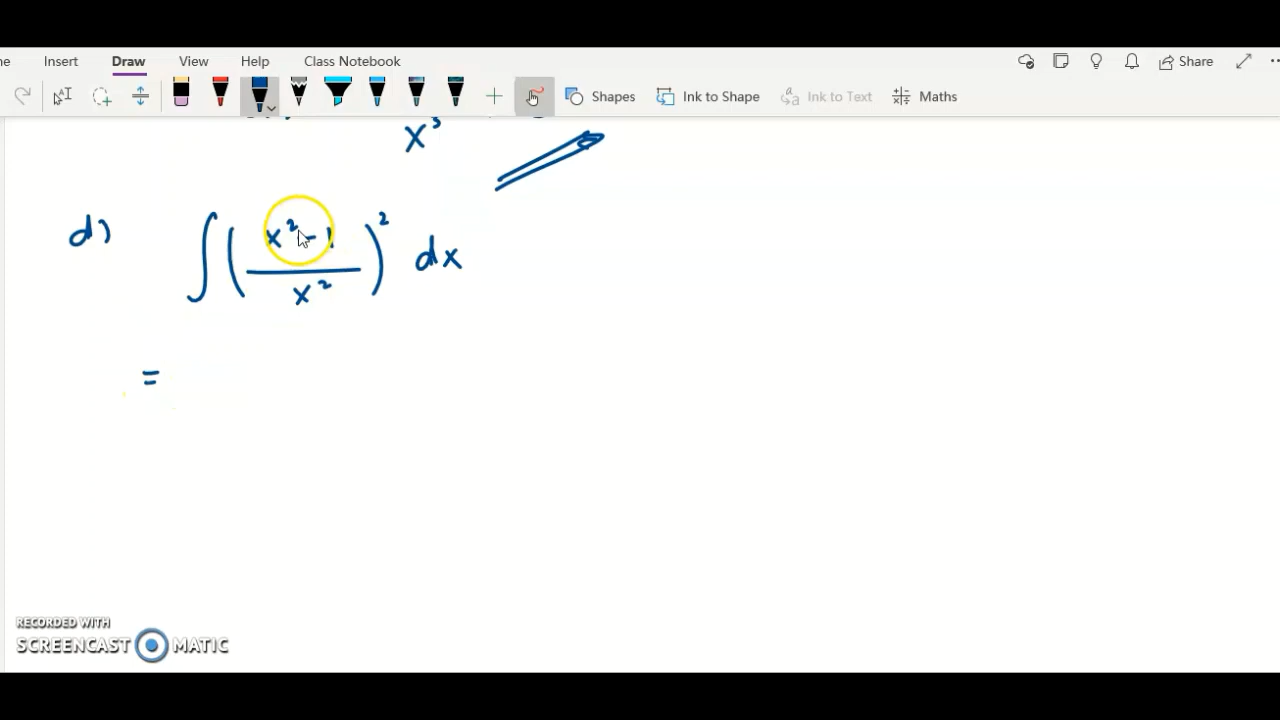 Insert Draw View Help Class Notebook Share
Shapes Ink to Shape Ink to Text Maths
x³
d) ∫ ( x² - 1 / x² )² dx
=
RECORDED WITH
SCREENCAST MATIC